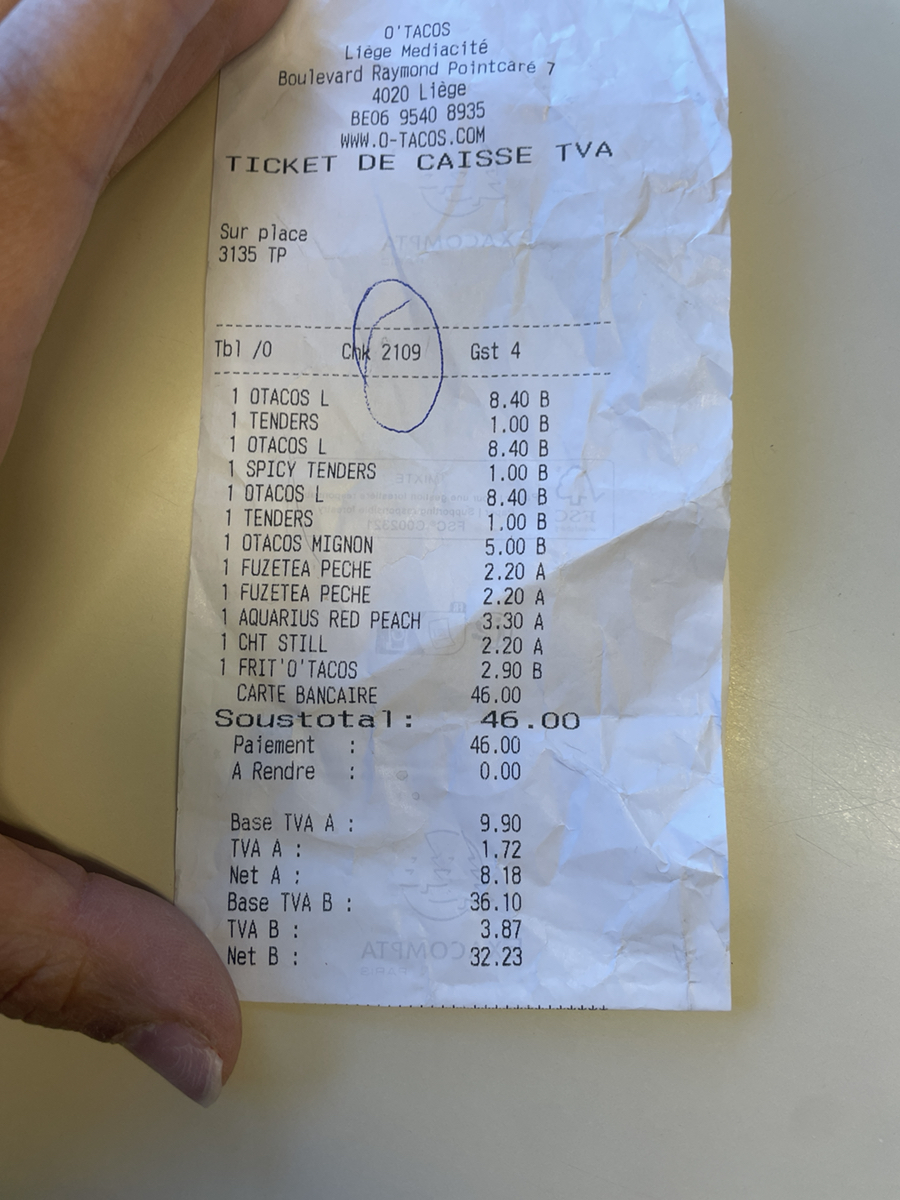 O'TACOS
Liège Mediacité
Boulevard Raymond Pointcaré 7
4020 Liège
BE06 9540 8935
WWW.O-TACOS.COM
TICKET DE CAISSE TVA
Sur place
3135 TP
Tbl /0 Chk 2109 Gst 4
1 OTACOS L 8.40 B
1 TENDERS 1.00 B
1 OTACOS L 8.40 B
1 SPICY TENDERS 1.00 B
1 OTACOS L 8.40 B
1 TENDERS 1.00 B
1 OTACOS MIGNON 5.00 B
1 FUZETEA PECHE 2.20 A
1 FUZETEA PECHE 2.20 A
1 AQUARIUS RED PEACH 3.30 A
1 CHT STILL 2.20 A
1 FRIT'O'TACOS 2.90 B
CARTE BANCAIRE 46.00
Soustotal: 46.00
Paiement : 46.00
A Rendre : 0.00
Base TVA A : 9.90
TVA A : 1.72
Net A : 8.18
Base TVA B : 36.10
TVA B : 3.87
Net B : 32.23